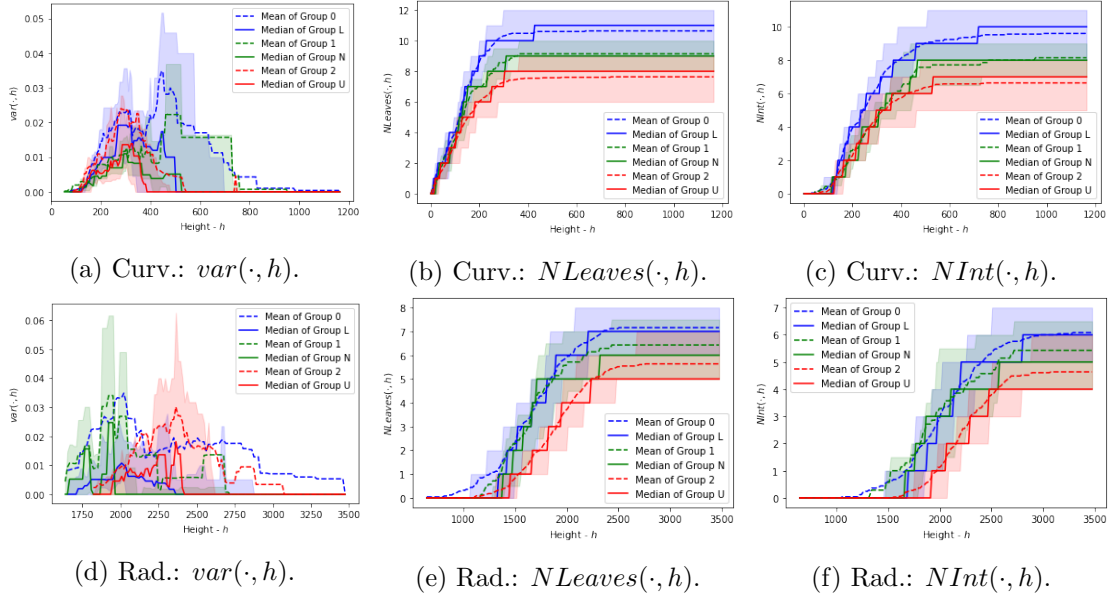 var(·, h)
0.05
0.04
0.03
0.02
0.01
0.00
0 200 400 600 800 1000 1200
Height - h
Mean of Group 0
Median of Group L
Mean of Group 1
Median of Group N
Mean of Group 2
Median of Group U
(a) Curv.: var(·, h).
NLeaves(·, h)
12
10
8
6
4
2
0
0 200 400 600 800 1000 1200
Height - h
Mean of Group 0
Median of Group L
Mean of Group 1
Median of Group N
Mean of Group 2
Median of Group U
(b) Curv.: NLeaves(·, h).
NInt(·, h)
10
8
6
4
2
0
0 200 400 600 800 1000 1200
Height - h
Mean of Group 0
Median of Group L
Mean of Group 1
Median of Group N
Mean of Group 2
Median of Group U
(c) Curv.: NInt(·, h).
var(·, h)
0.06
0.05
0.04
0.03
0.02
0.01
0.00
1750 2000 2250 2500 2750 3000 3250 3500
Height - h
Mean of Group 0
Median of Group L
Mean of Group 1
Median of Group N
Mean of Group 2
Median of Group U
(d) Rad.: var(·, h).
NLeaves(·, h)
8
7
6
5
4
3
2
1
0
1000 1500 2000 2500 3000 3500
Height - h
Mean of Group 0
Median of Group L
Mean of Group 1
Median of Group N
Mean of Group 2
Median of Group U
(e) Rad.: NLeaves(·, h).
NInt(·, h)
7
6
5
4
3
2
1
0
1000 1500 2000 2500 3000 3500
Height - h
Mean of Group 0
Median of Group L
Mean of Group 1
Median of Group N
Mean of Group 2
Median of Group U
(f) Rad.: NInt(·, h).